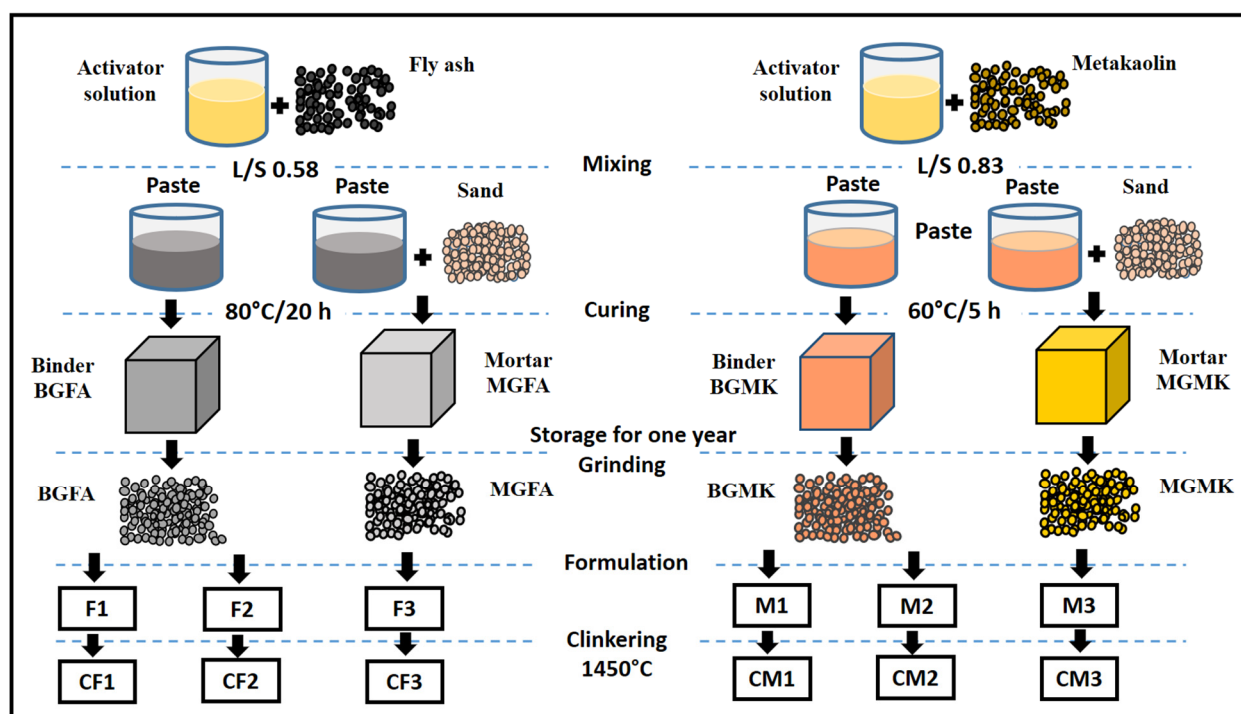 Activator
solution
Fly ash
Activator
solution
Metakaolin
L/S 0.58
Mixing
L/S 0.83
Paste
Paste
Sand
Paste
Paste
Sand
Paste
80°C/20 h
Curing
60°C/5 h
Binder
BGFA
Mortar
MGFA
Binder
BGMK
Mortar
MGMK
Storage for one year
Grinding
BGFA
MGFA
BGMK
MGMK
Formulation
F1
F2
F3
M1
M2
M3
Clinkering
1450°C
CF1
CF2
CF3
CM1
CM2
CM3